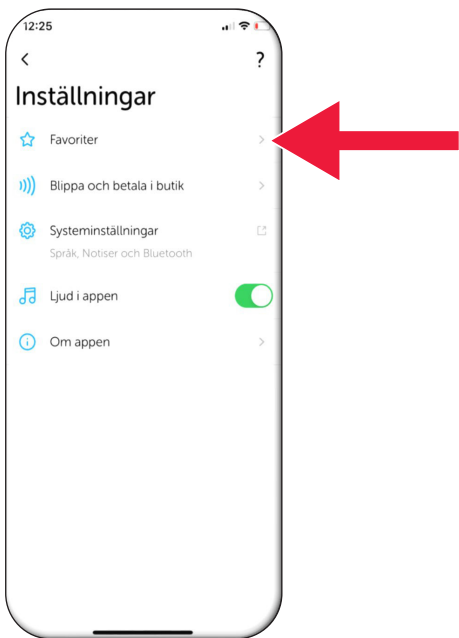 12:25
?
Inställningar
Favoriter
Blippa och betala i butik
Systeminställningar
Språk, Notiser och Bluetooth
Ljud i appen
Om appen